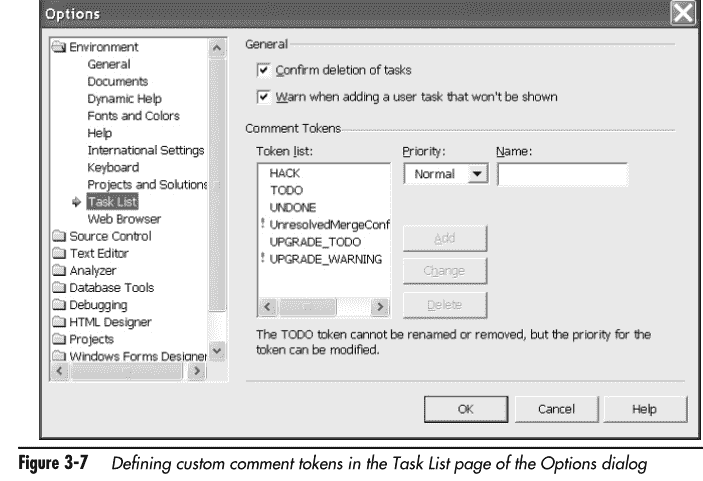 Options
Environment
General
Documents
Dynamic Help
Fonts and Colors
Help
International Settings
Keyboard
Projects and Solutions
Task List
Web Browser
Source Control
Text Editor
Analyzer
Database Tools
Debugging
HTML Designer
Projects
Windows Forms Designer
General
Confirm deletion of tasks
Warn when adding a user task that won't be shown
Comment Tokens
Token list:
HACK
TODO
UNDONE
! UnresolvedMergeConf
UPGRADE_TODO
! UPGRADE_WARNING
Priority:
Normal
Name:
Add
Change
Delete
The TODO token cannot be renamed or removed, but the priority for the
token can be modified.
OK
Cancel
Help
Figure 3-7 Defining custom comment tokens in the Task List page of the Options dialog